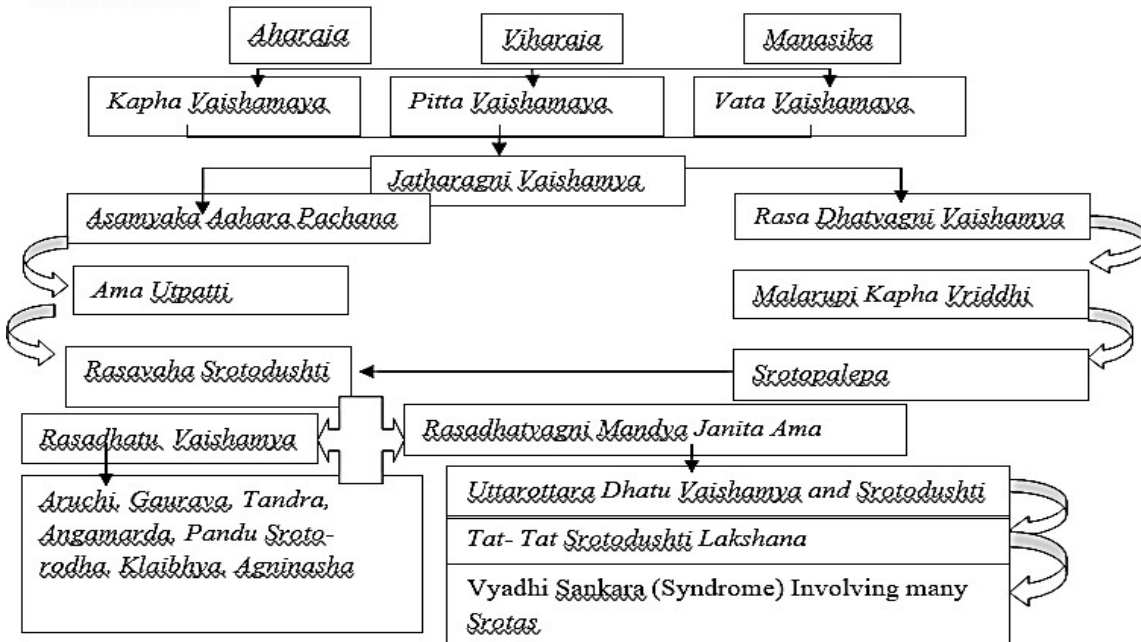 Aharaja
Viharaja
Manasika
Kapha Vaishamaya
Pitta Vaishamaya
Vata Vaishamaya
Jatharagni Vaishamya
Asamyaka Aahara Pachana
Rasa Dhatvagni Vaishamya
Ama Utpatti
Malarupi Kapha Vriddhi
Rasavaha Srotodushti
Srotopalepa
Rasadhatu Vaishamya
Rasadhatvagni Mandya Janita Ama
Aruchi, Gaurava, Tandra,
Angamarda, Pandu Sroto-
rodha, Klaibhya, Agninasha
Uttarottara Dhatu Vaishamya and Srotodushti
Tat- Tat Srotodushti Lakshana
Vyadhi Sankara (Syndrome) Involving many
Srotas